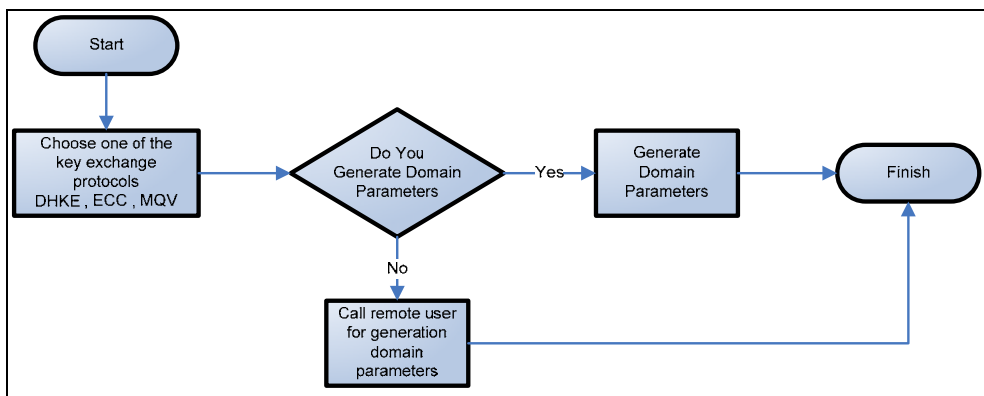 Start
Choose one of the
key exchange
protocols
DHKE , ECC , MQV
Do You
Generate Domain
Parameters
Yes
Generate
Domain
Parameters
Finish
No
Call remote user
for generation
domain
parameters